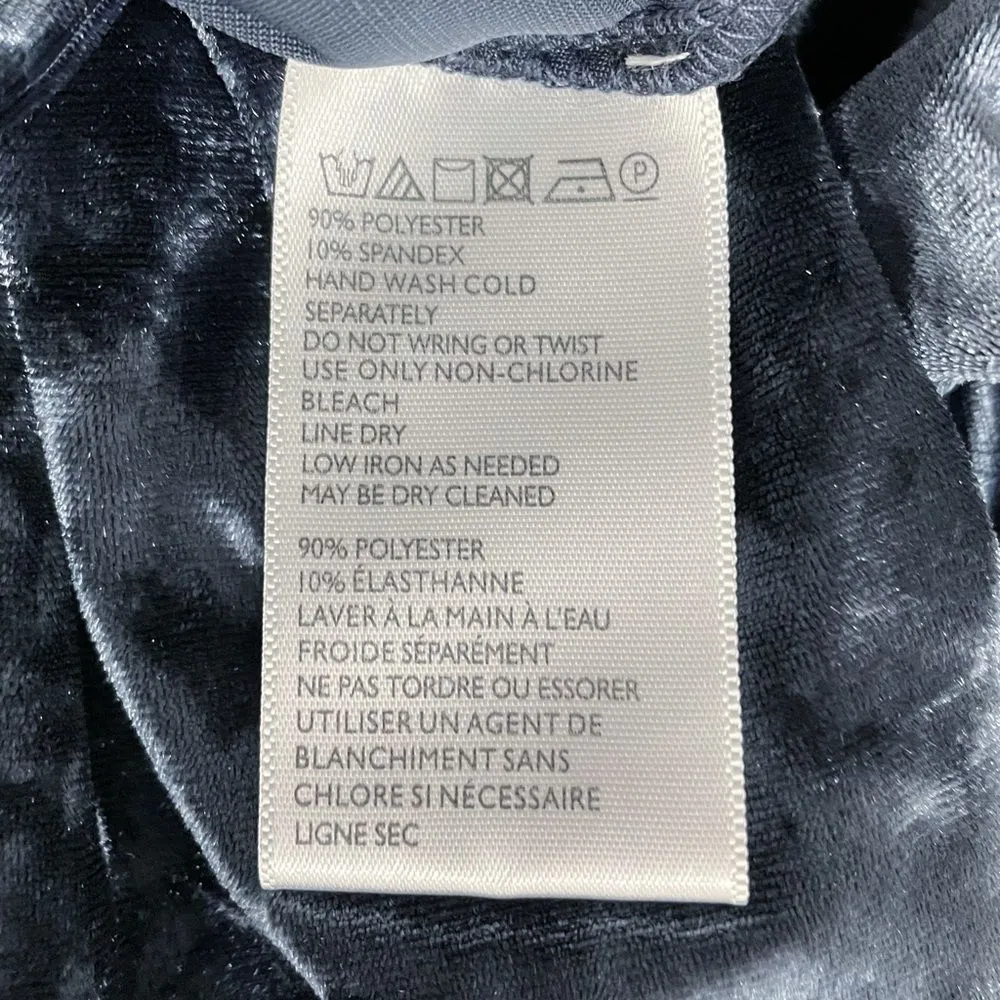 P
90% POLYESTER
10% SPANDEX
HAND WASH COLD
SEPARATELY
DO NOT WRING OR TWIST
USE ONLY NON-CHLORINE
BLEACH
LINE DRY
LOW IRON AS NEEDED
MAY BE DRY CLEANED
90% POLYESTER
10% ÉLASTHANNE
LAVER À LA MAIN À L'EAU
FROIDE SÉPARÉMENT
NE PAS TORDRE OU ESSORER
UTILISER UN AGENT DE
BLANCHIMENT SANS
CHLORE SI NÉCESSAIRE
LIGNE SEC